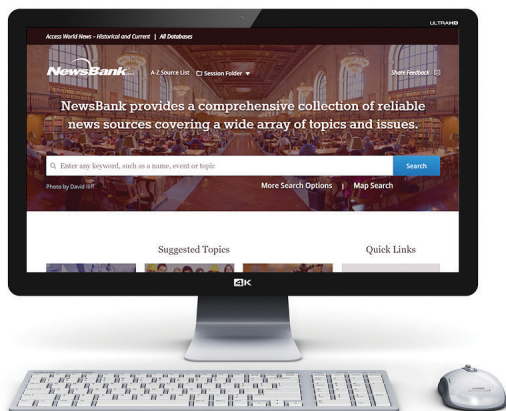 ULTRAHD
Access World News – Historical and Current | All Databases
NewsBank
A-Z Source List
Session Folder
Share Feedback
NewsBank provides a comprehensive collection of reliable
news sources covering a wide array of topics and issues.
Enter any keyword, such as a name, event or topic
Search
Photo by David Iliff
More Search Options | Map Search
Suggested Topics
Quick Links
4K